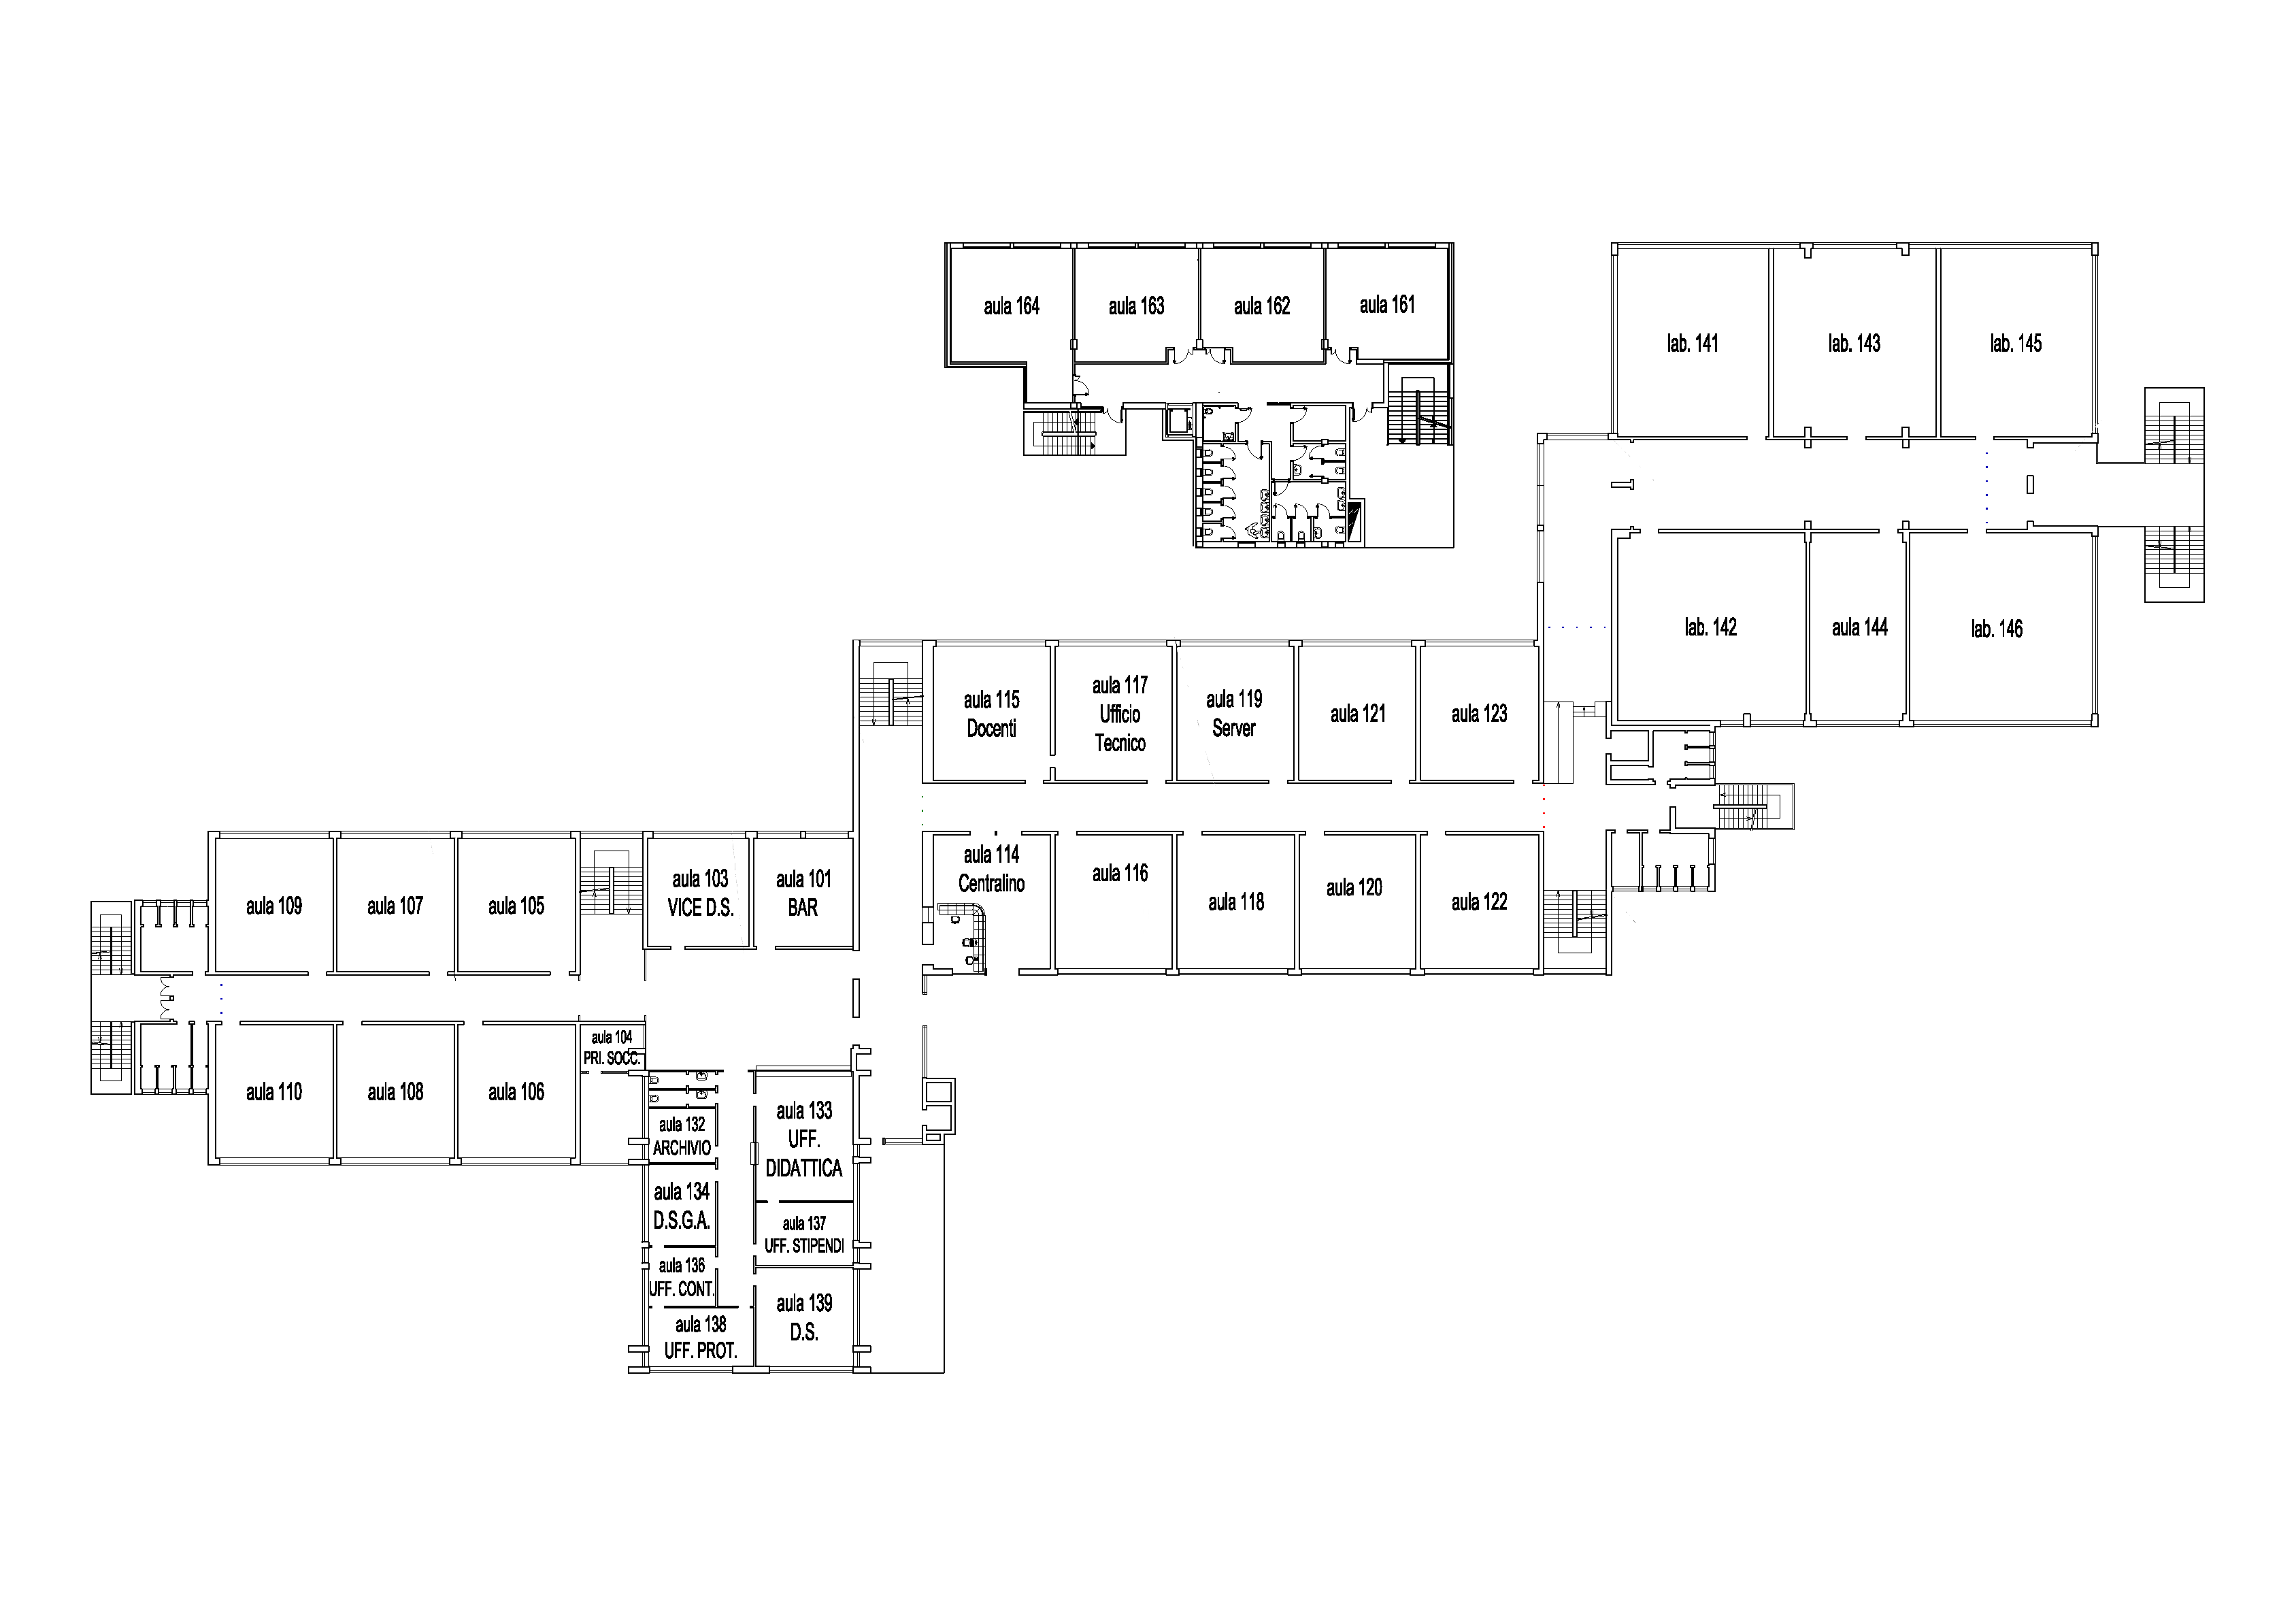 aula 164
aula 163
aula 162
aula 161
lab. 141
lab. 143
lab. 145
lab. 142
aula 144
lab. 146
aula 115
Docenti
aula 117
Ufficio
Tecnico
aula 119
Server
aula 121
aula 123
aula 114
Centralino
aula 116
aula 118
aula 120
aula 122
aula 109
aula 107
aula 105
aula 103
VICE D.S.
aula 101
BAR
aula 110
aula 108
aula 106
aula 104
PRI. SOCC.
aula 132
ARCHIVIO
aula 133
UFF.
DIDATTICA
aula 134
D.S.G.A.
aula 137
UFF. STIPENDI
aula 136
UFF. CONT.
aula 138
UFF. PROT.
aula 139
D.S.